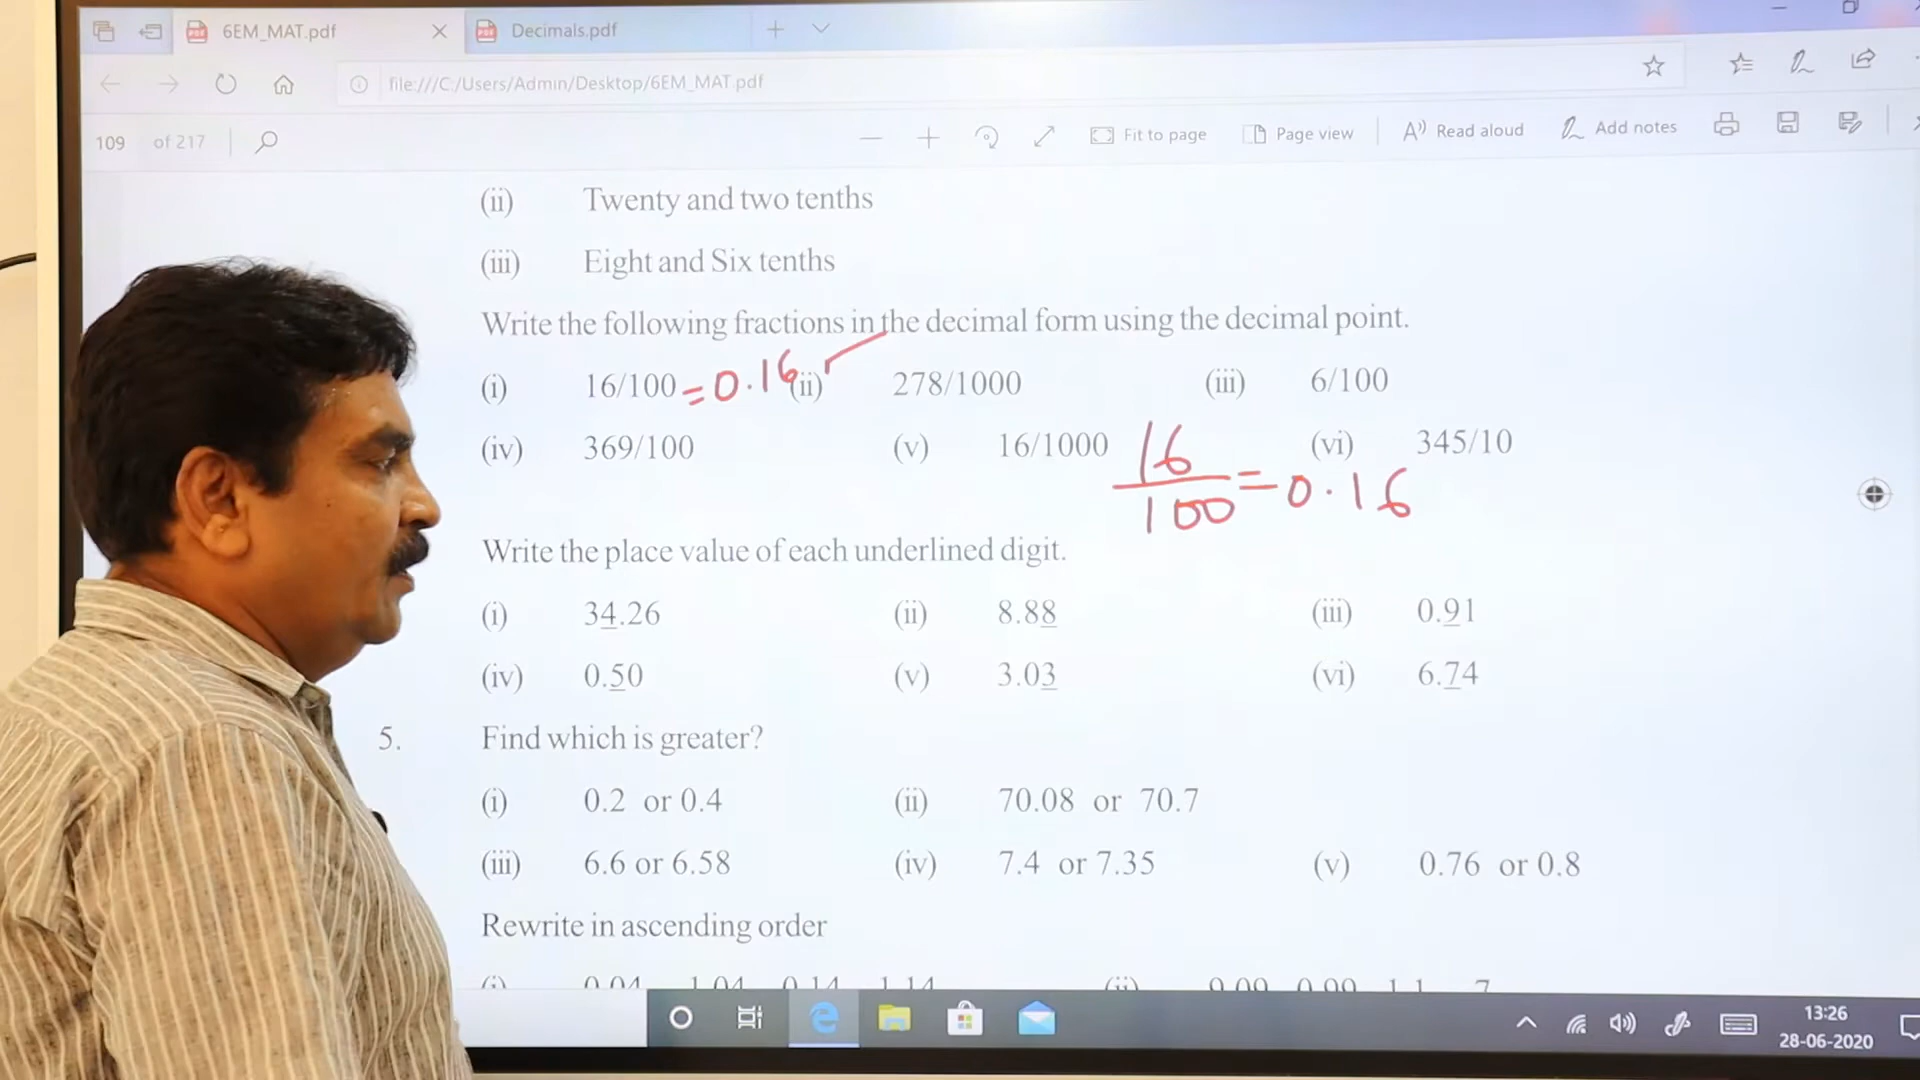 6EM_MAT.pdf Decimals.pdf
file:///C:/Users/Admin/Desktop/6EM_MAT.pdf
109 of 217 Fit to page Page view Read aloud Add notes
(ii) Twenty and two tenths
(iii) Eight and Six tenths
Write the following fractions in the decimal form using the decimal point.
(i) 16/100 = 0.16 (ii) 278/1000 (iii) 6/100
(iv) 369/100 (v) 16/1000 (vi) 345/10
16
100 = 0.16
Write the place value of each underlined digit.
(i) 34.26 (ii) 8.88 (iii) 0.91
(iv) 0.50 (v) 3.03 (vi) 6.74
5. Find which is greater?
(i) 0.2 or 0.4 (ii) 70.08 or 70.7
(iii) 6.6 or 6.58 (iv) 7.4 or 7.35 (v) 0.76 or 0.8
Rewrite in ascending order
13:26
28-06-2020